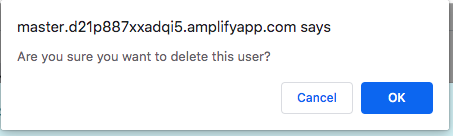 master.d21p887xxadqi5.amplifyapp.com says
Are you sure you want to delete this user?
Cancel
OK